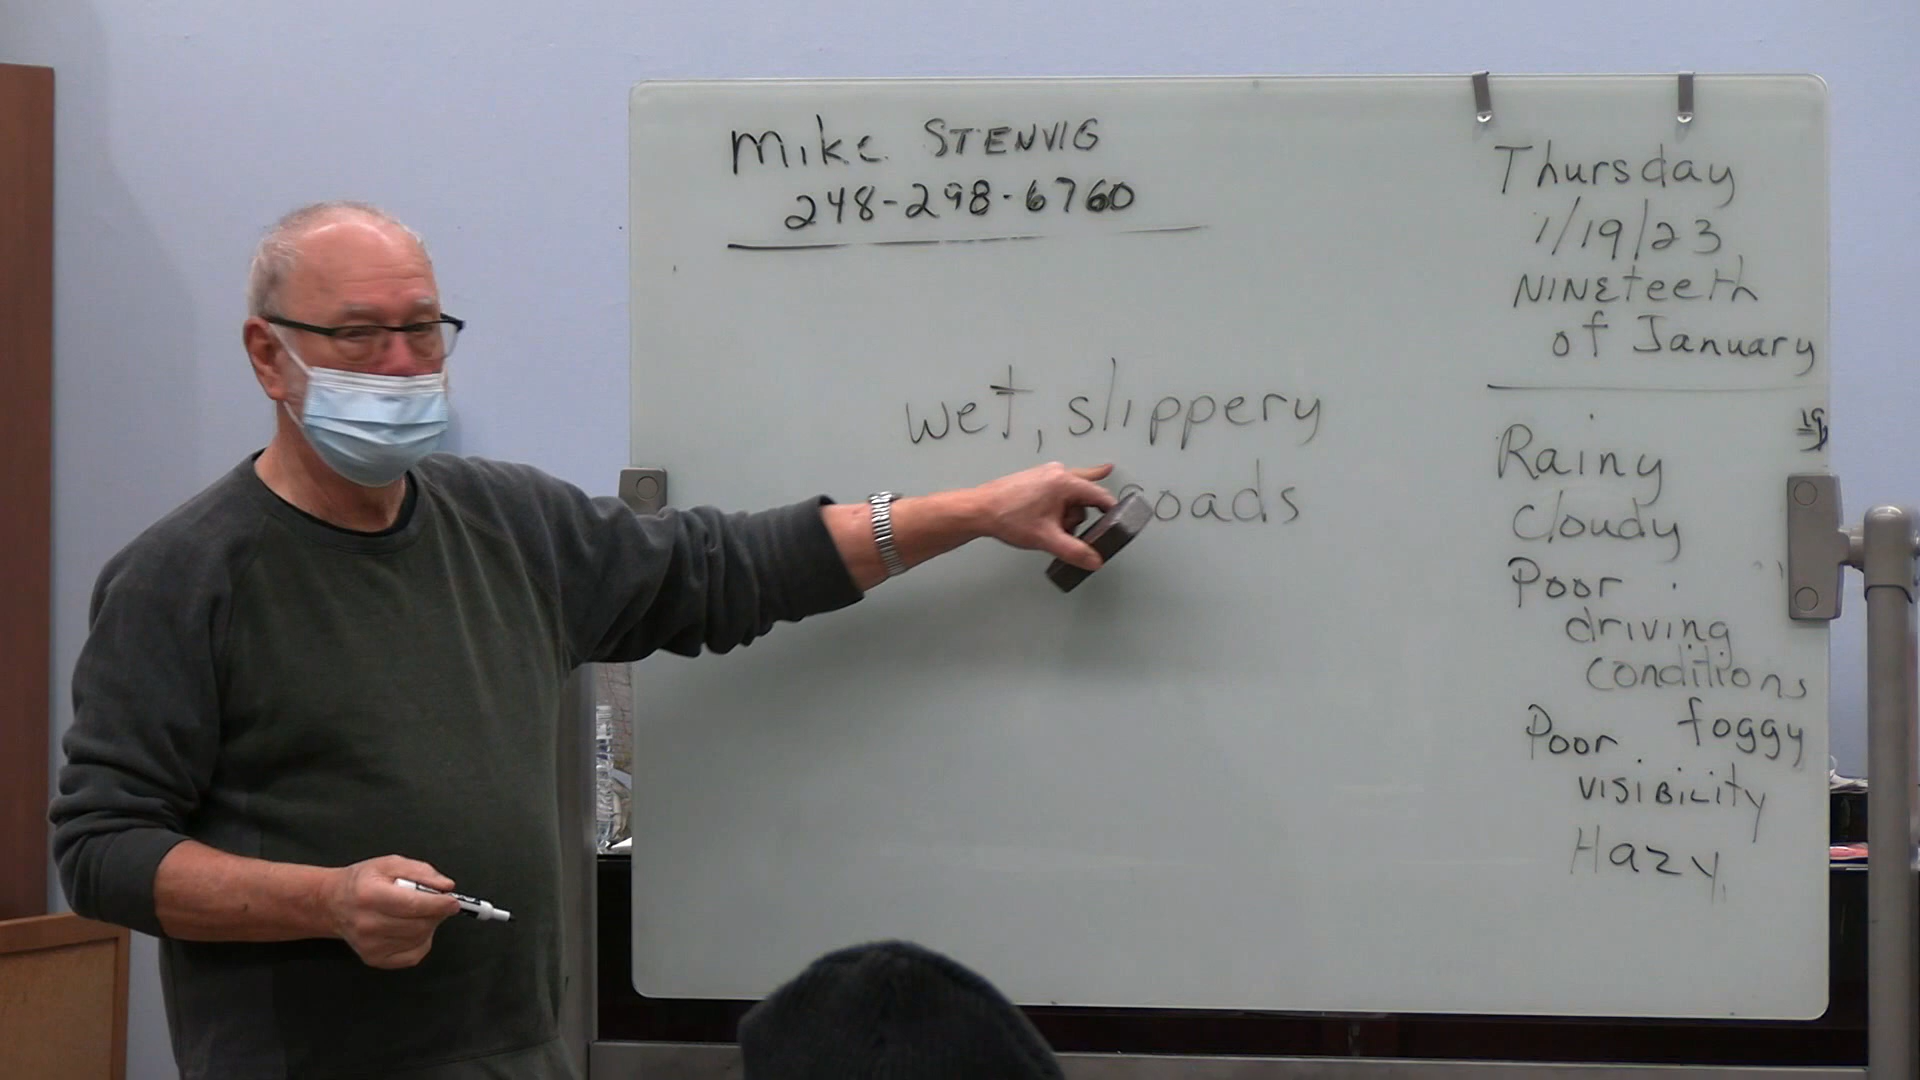 Mike STENVIG
248-298-6760
wet, slippery
roads
Thursday
1/19/23
NINEteeth
of January
19
Rainy
Cloudy
Poor
driving
conditions
foggy
Poor
visibility
Hazy